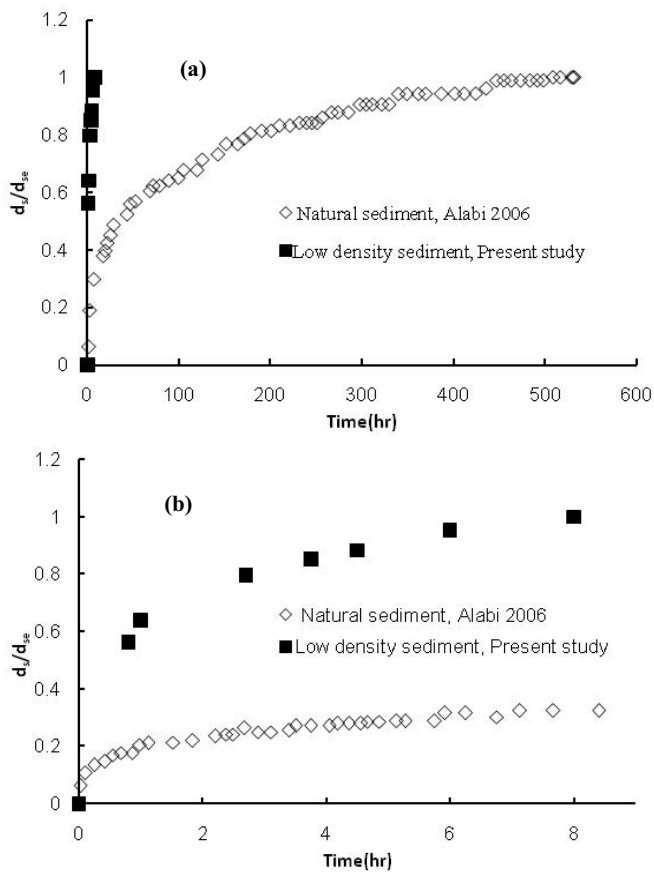 1.2
(a)
1
0.8
0.6
0.4
0.2
0
ds/dse
◇ Natural sediment, Alabi 2006
■ Low density sediment, Present study
0 100 200 300 400 500 600
Time(hr)
1.2
(b)
1
0.8
0.6
0.4
0.2
0
ds/dse
◇ Natural sediment, Alabi 2006
■ Low density sediment, Present study
0 2 4 6 8
Time(hr)